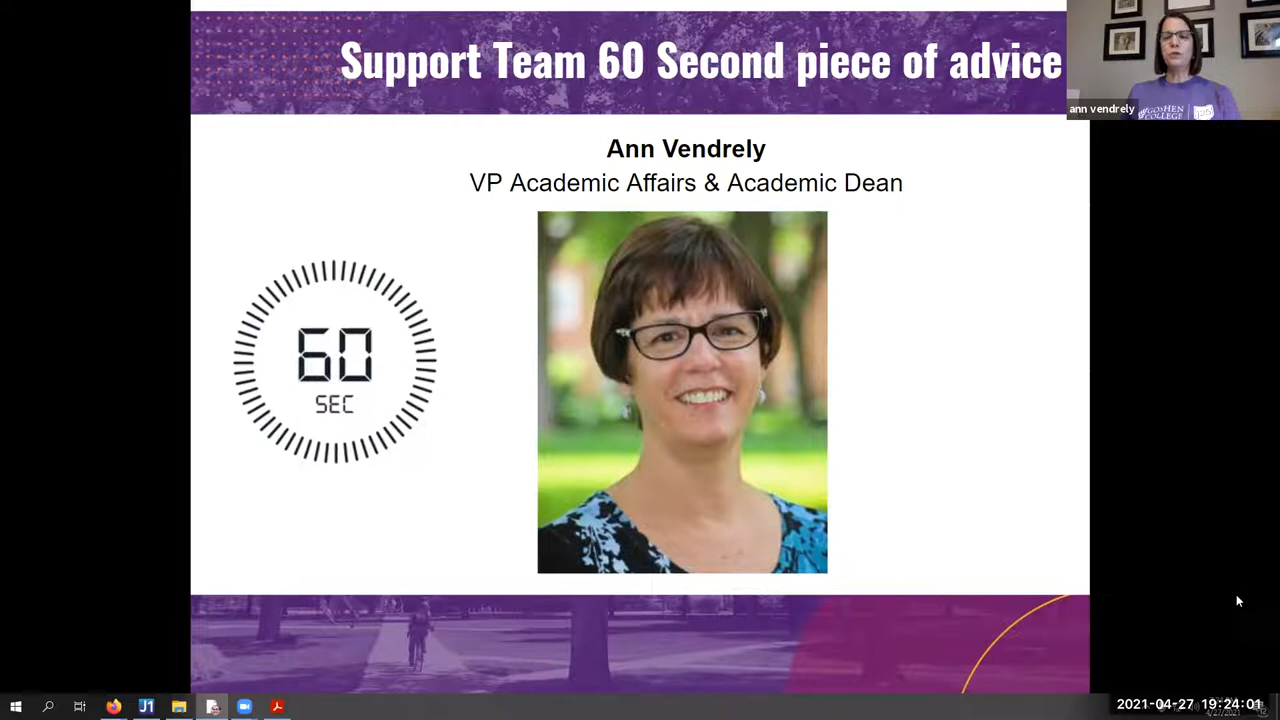 Support Team 60 Second piece of advice
ann vendrely
GOSHEN
COLLEGE
Ann Vendrely
VP Academic Affairs & Academic Dean
60
SEC
J1
2021-04-27 19:24:01